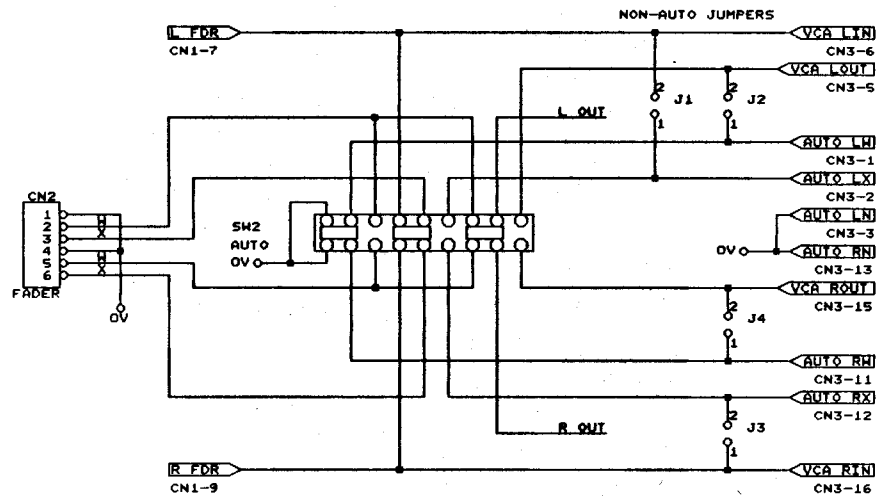 NON-AUTO JUMPERS
L FDR
CN1-7
VCA LIN
CN3-6
VCA LOUT
CN3-5
2
J1
1
2
J2
1
L OUT
AUTO LW
CN3-1
AUTO LX
CN3-2
AUTO LN
CN3-3
0V
AUTO RN
CN3-13
CN2
1
2
3
4
5
6
W
X
W
X
FADER
0V
SW2
AUTO
0V
VCA ROUT
CN3-15
2
J4
1
AUTO RW
CN3-11
AUTO RX
CN3-12
2
J3
1
R OUT
R FDR
CN1-9
VCA RIN
CN3-16